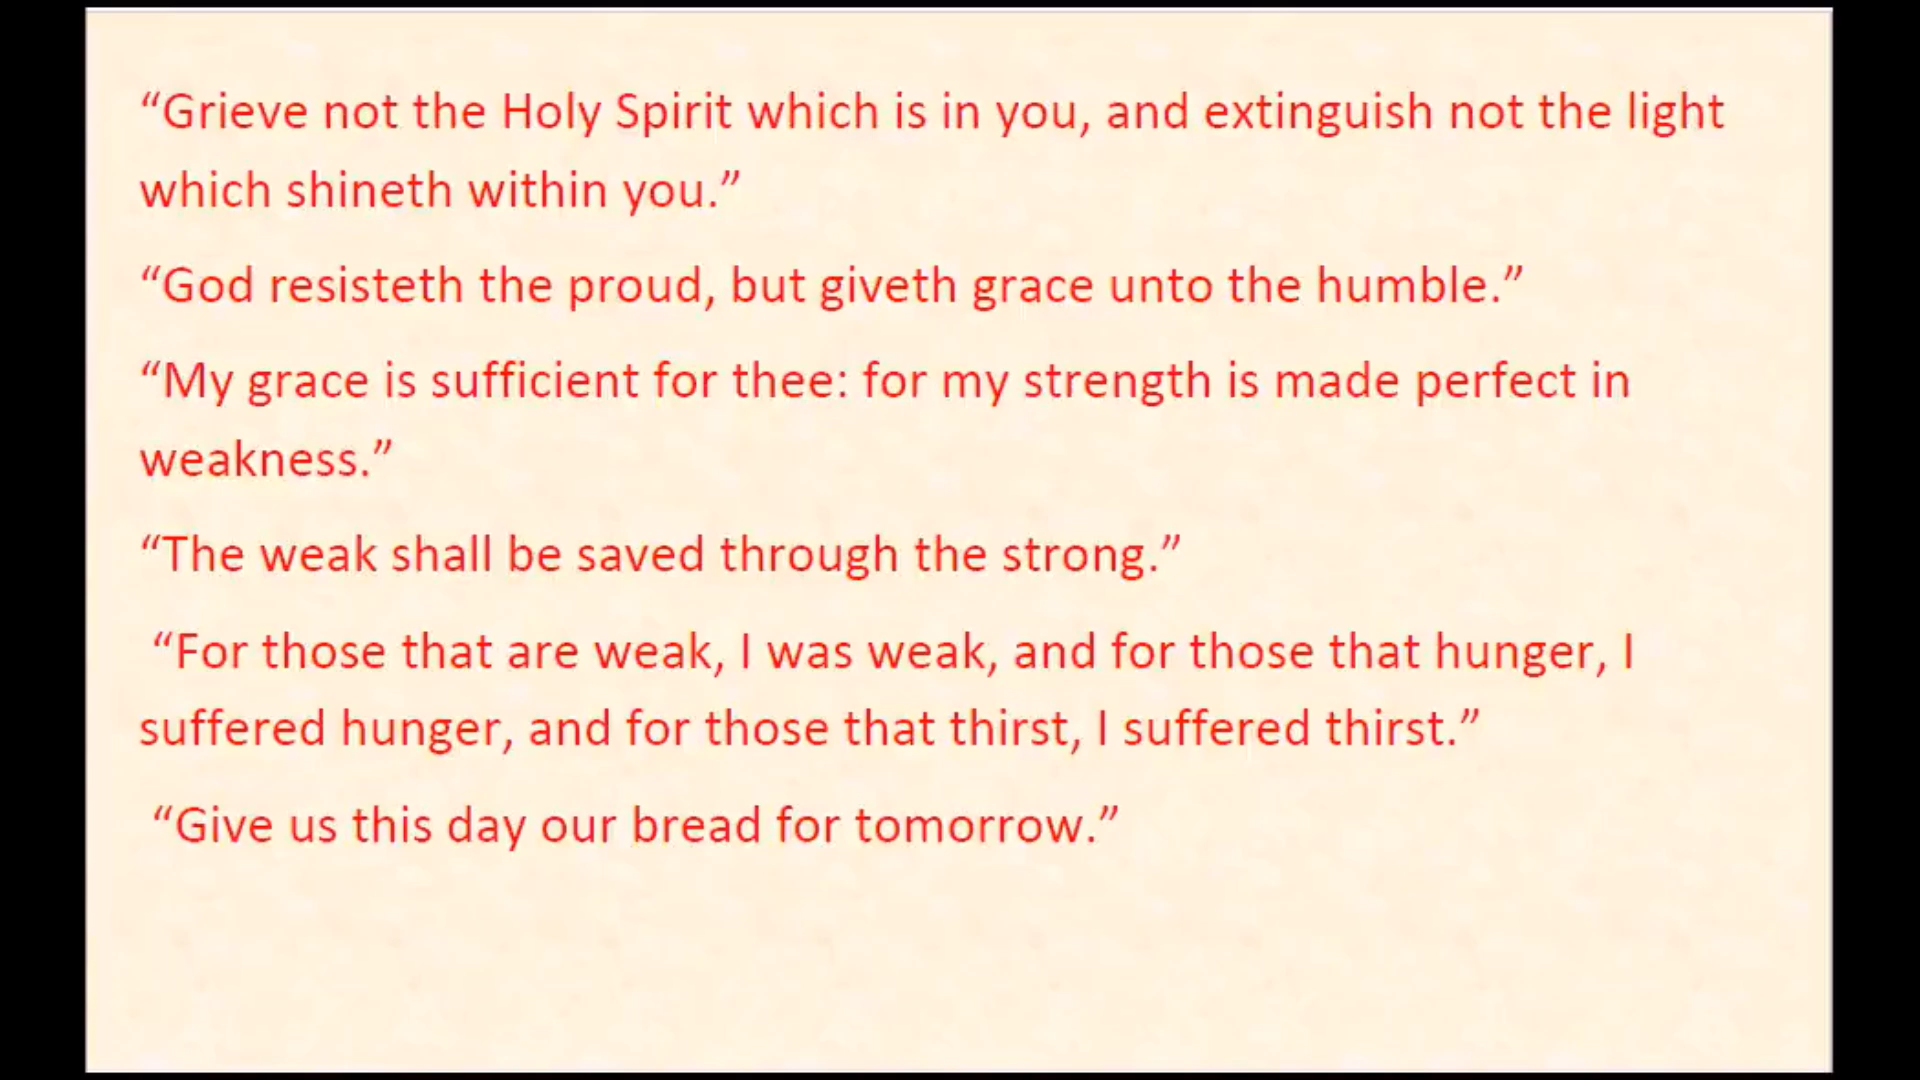 “Grieve not the Holy Spirit which is in you, and extinguish not the light
which shineth within you.”
“God resisteth the proud, but giveth grace unto the humble.”
“My grace is sufficient for thee: for my strength is made perfect in
weakness.”
“The weak shall be saved through the strong.”
“For those that are weak, I was weak, and for those that hunger, I
suffered hunger, and for those that thirst, I suffered thirst.”
“Give us this day our bread for tomorrow.”